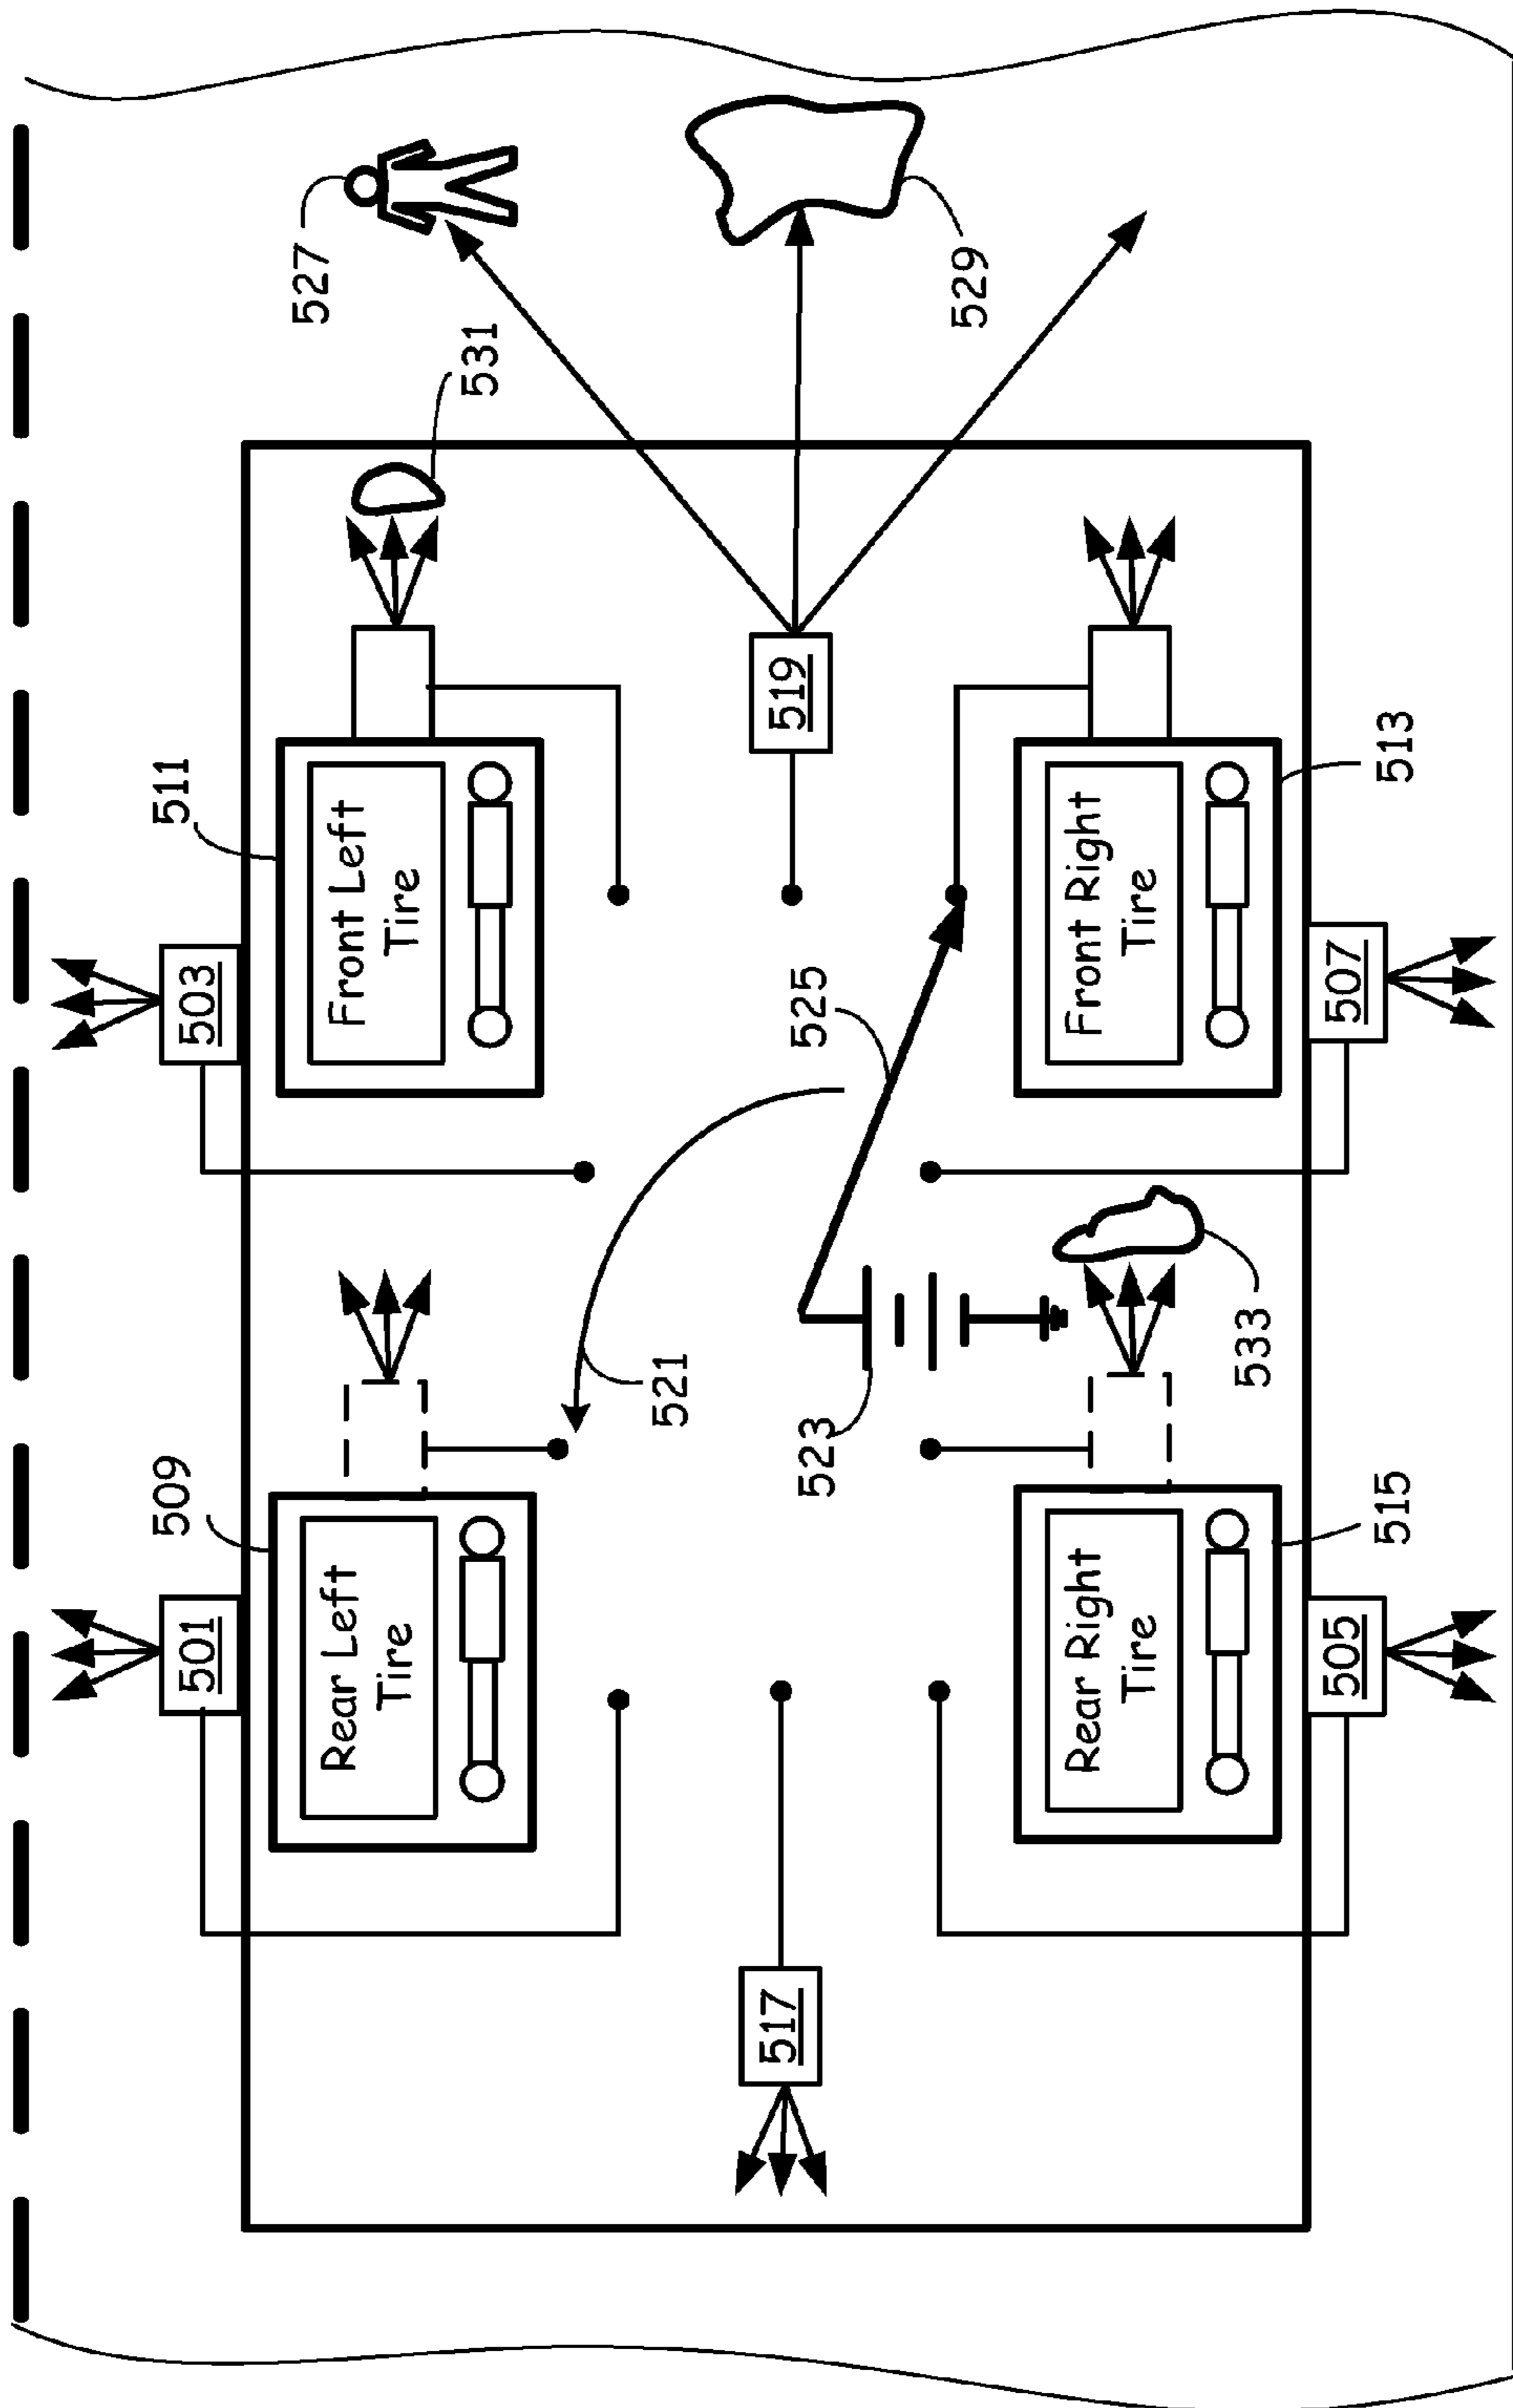 527
531
529
511
503
Front Left
Tire
519
525
Front Right
Tire
513
507
509
501
Rear Left
Tire
521
523
533
Rear Right
Tire
515
505
517